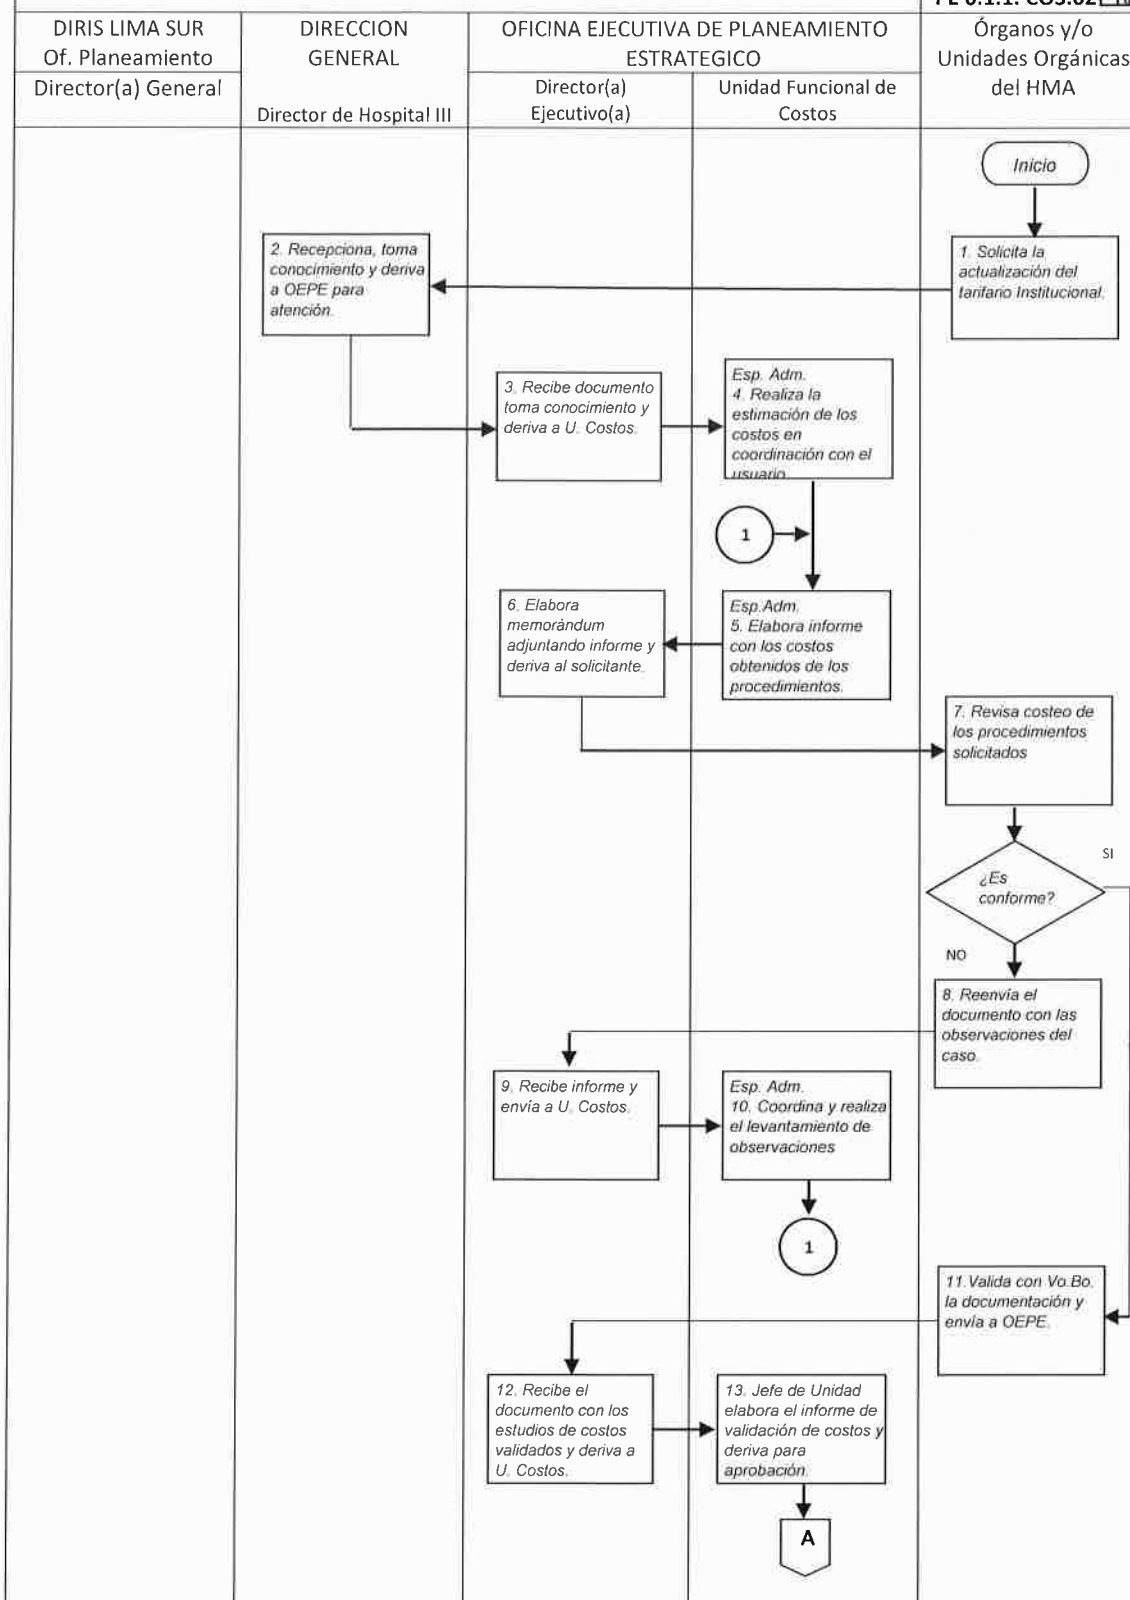 DIRIS LIMA SUR
Of. Planeamiento
Director(a) General
DIRECCION
GENERAL
Director de Hospital III
OFICINA EJECUTIVA DE PLANEAMIENTO
ESTRATEGICO
Director(a)
Ejecutivo(a)
Unidad Funcional de
Costos
Órganos y/o
Unidades Orgánicas
del HMA
Inicio
1. Solicita la
actualización del
tarifario Institucional.
2. Recepciona, toma
conocimiento y deriva
a OEPE para
atención.
3. Recibe documento
toma conocimiento y
deriva a U. Costos.
Esp. Adm.
4. Realiza la
estimación de los
costos en
coordinación con el
usuario
1
Esp.Adm.
5. Elabora informe
con los costos
obtenidos de los
procedimientos.
6. Elabora
memorándum
adjuntando informe y
deriva al solicitante.
7. Revisa costeo de
los procedimientos
solicitados
¿Es
conforme?
SI
NO
8. Reenvía el
documento con las
observaciones del
caso.
9. Recibe informe y
envía a U. Costos.
Esp. Adm.
10. Coordina y realiza
el levantamiento de
observaciones
1
11.Valida con Vo.Bo.
la documentación y
envía a OEPE.
12. Recibe el
documento con los
estudios de costos
validados y deriva a
U. Costos.
13. Jefe de Unidad
elabora el informe de
validación de costos y
deriva para
aprobación.
A